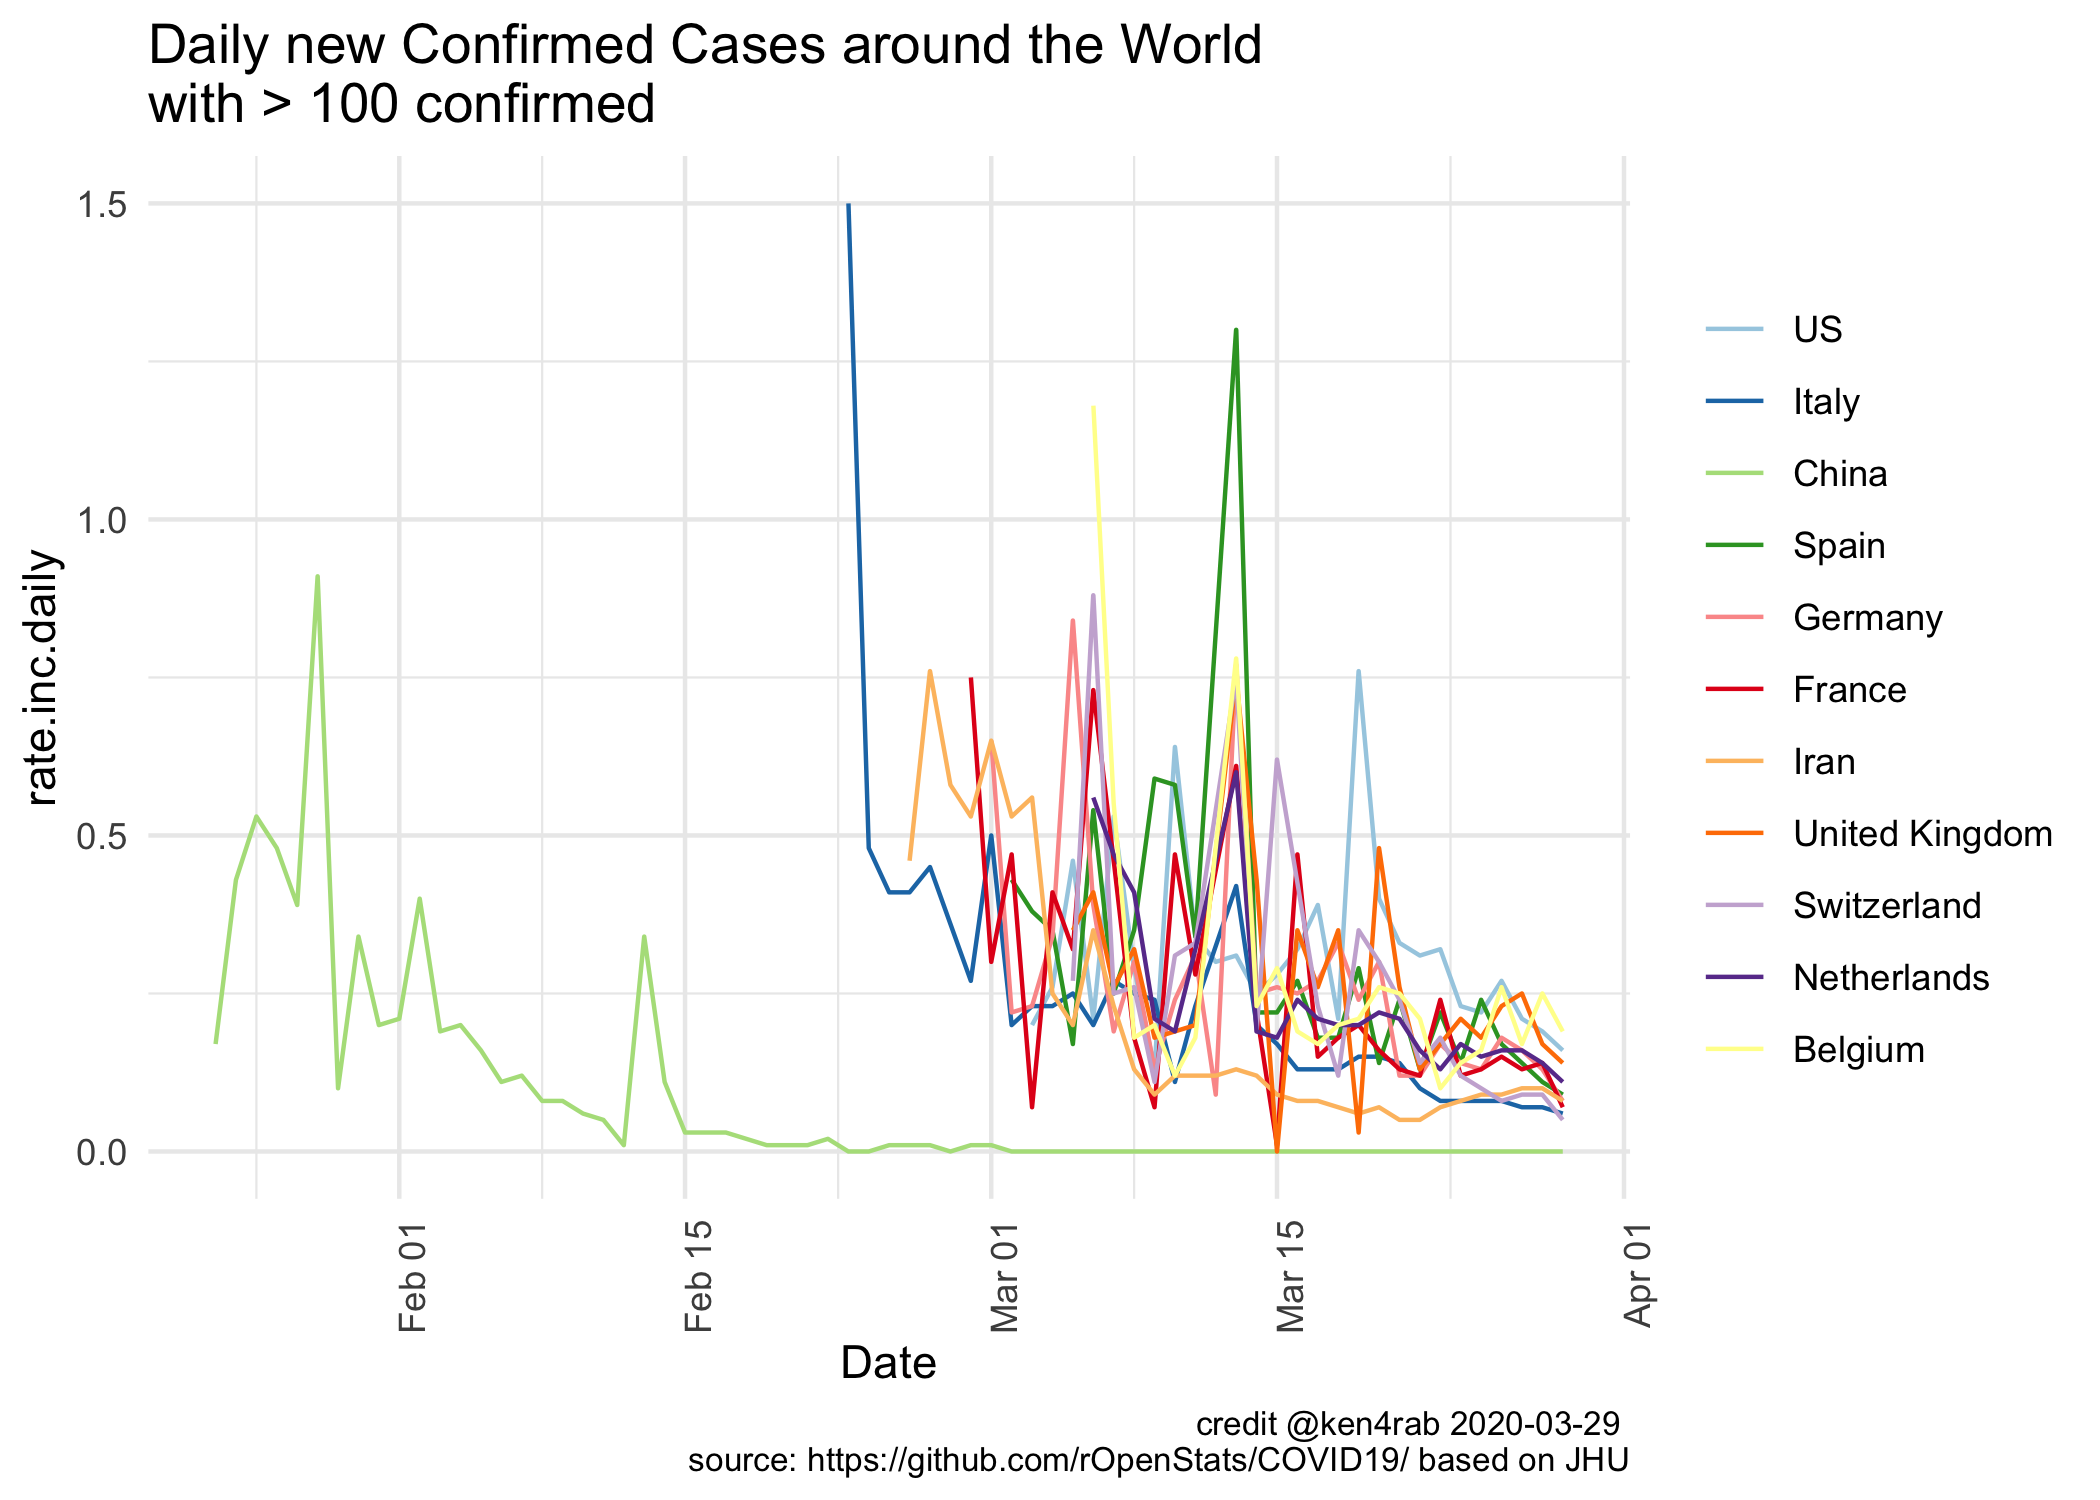 Daily new Confirmed Cases around the World
with > 100 confirmed
rate.inc.daily
1.5
1.0
0.5
0.0
Feb 01
Feb 15
Mar 01
Mar 15
Apr 01
Date
US
Italy
China
Spain
Germany
France
Iran
United Kingdom
Switzerland
Netherlands
Belgium
credit @ken4rab 2020-03-29
source: https://github.com/rOpenStats/COVID19/ based on JHU